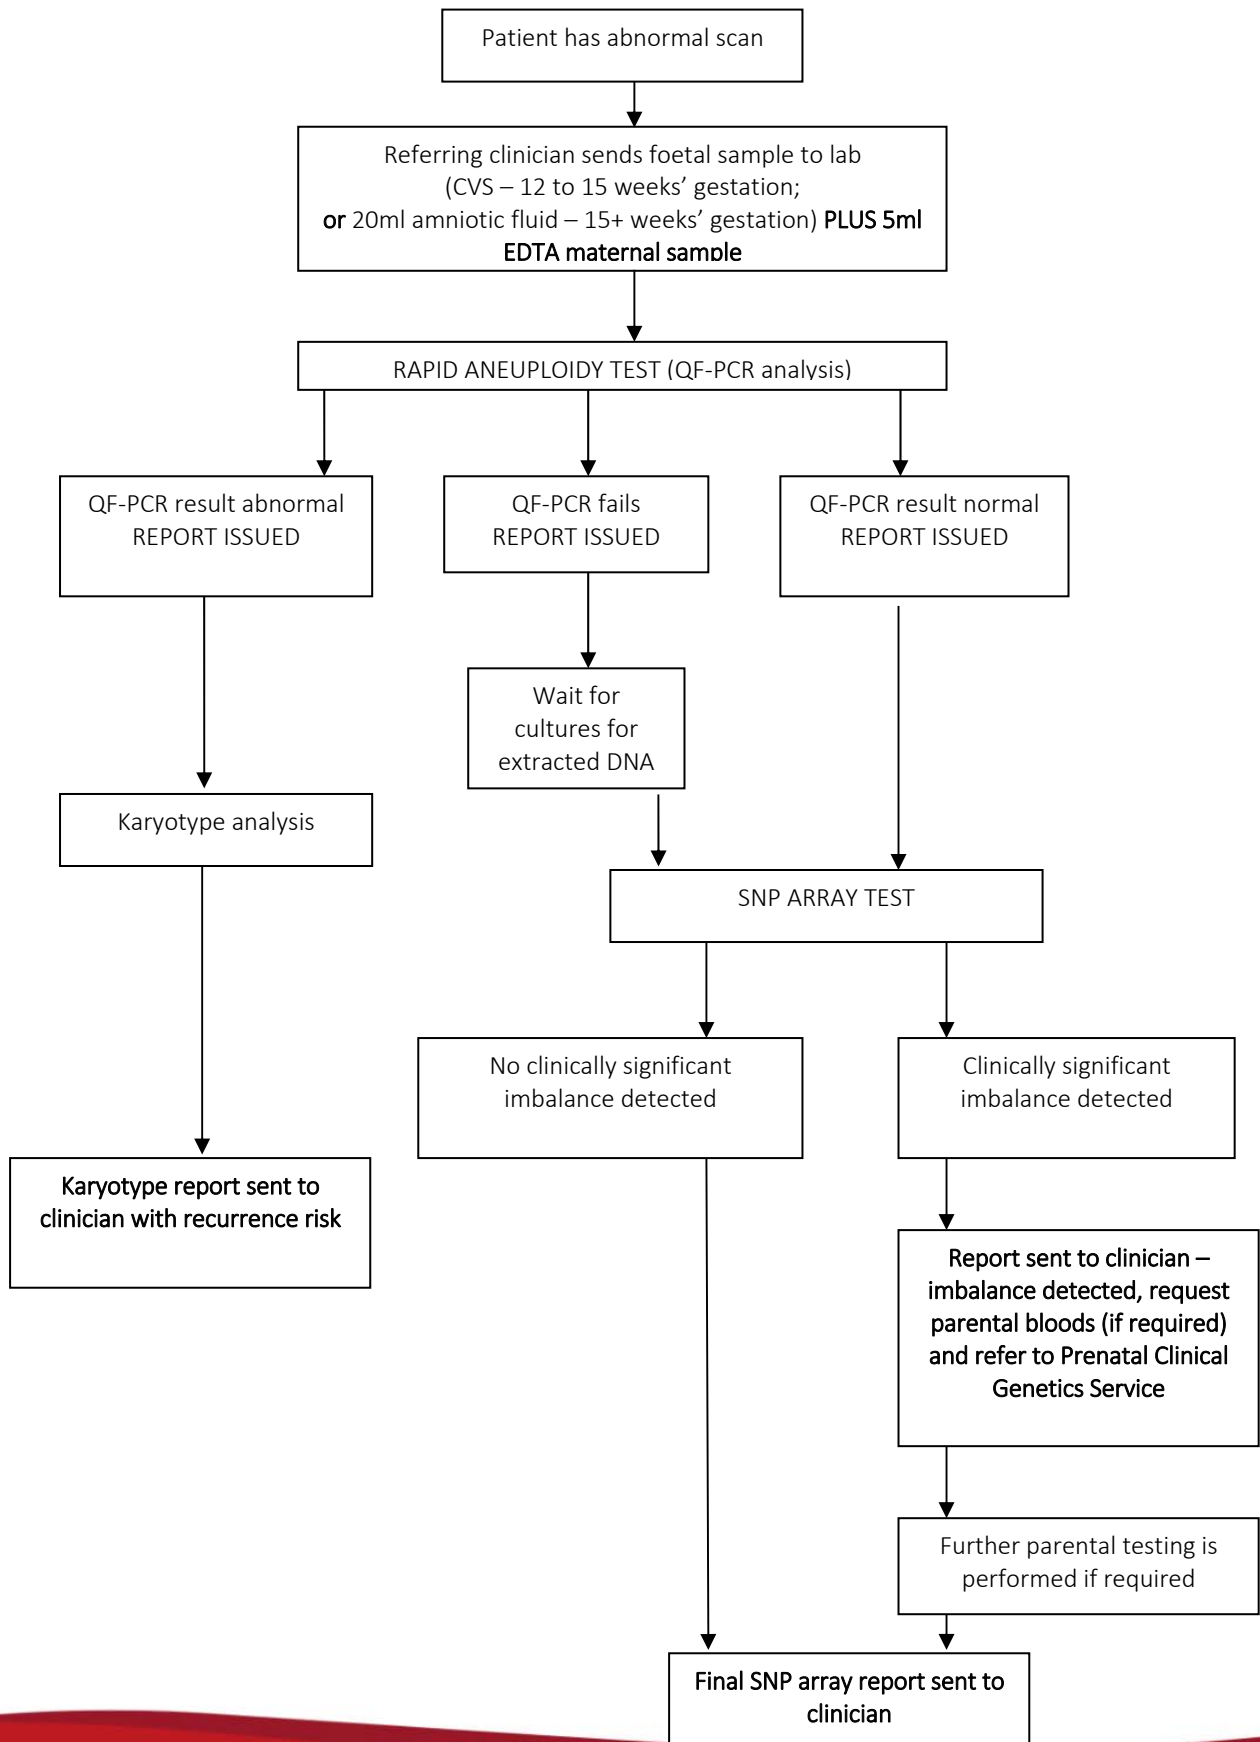 Patient has abnormal scan
Referring clinician sends foetal sample to lab
(CVS – 12 to 15 weeks’ gestation;
or 20ml amniotic fluid – 15+ weeks’ gestation) PLUS 5ml
EDTA maternal sample
RAPID ANEUPLOIDY TEST (QF-PCR analysis)
QF-PCR result abnormal
REPORT ISSUED
QF-PCR fails
REPORT ISSUED
QF-PCR result normal
REPORT ISSUED
Wait for
cultures for
extracted DNA
Karyotype analysis
SNP ARRAY TEST
No clinically significant
imbalance detected
Clinically significant
imbalance detected
Karyotype report sent to
clinician with recurrence risk
Report sent to clinician –
imbalance detected, request
parental bloods (if required)
and refer to Prenatal Clinical
Genetics Service
Further parental testing is
performed if required
Final SNP array report sent to
clinician